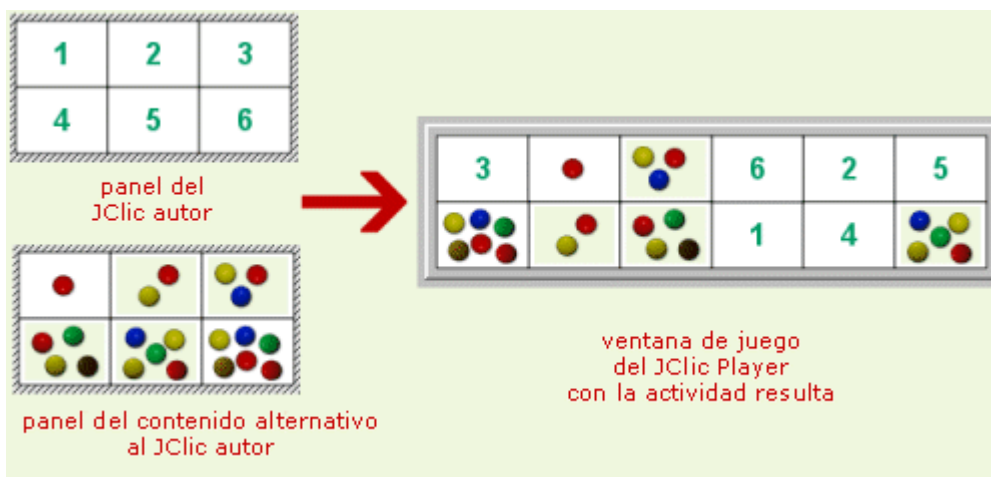 1 2 3
4 5 6
panel del
JClic autor
panel del contenido alternativo
al JClic autor
3 6 2 5
1 4
ventana de juego
del JClic Player
con la actividad resulta